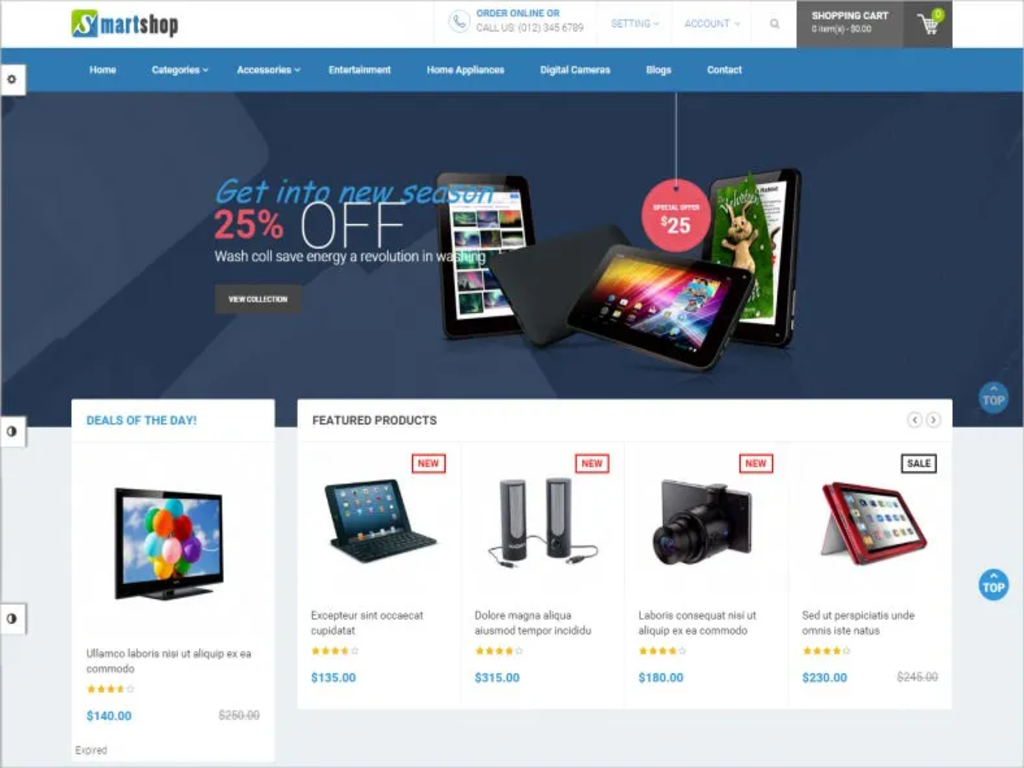 Smartshop
ORDER ONLINE OR
CALL US: (012) 345 6789
SETTING
ACCOUNT
SHOPPING CART
0 item(s) - $0.00
0
Home
Categories
Accessories
Entertainment
Home Appliances
Digital Cameras
Blogs
Contact
Get into new season
25% OFF
Wash coll save energy a revolution in washing
VIEW COLLECTION
SPECIAL OFFER
$25
TOP
DEALS OF THE DAY!
Ullamco laboris nisi ut aliquip ex ea
commodo
$140.00 $250.00
Expired
FEATURED PRODUCTS
NEW
Excepteur sint occaecat
cupidatat
$135.00
NEW
Dolore magna aliqua
aiusmod tempor incididu
$315.00
NEW
Laboris consequat nisi ut
aliquip ex ea commodo
$180.00
SALE
Sed ut perspiciatis unde
omnis iste natus
$230.00 $245.00
TOP